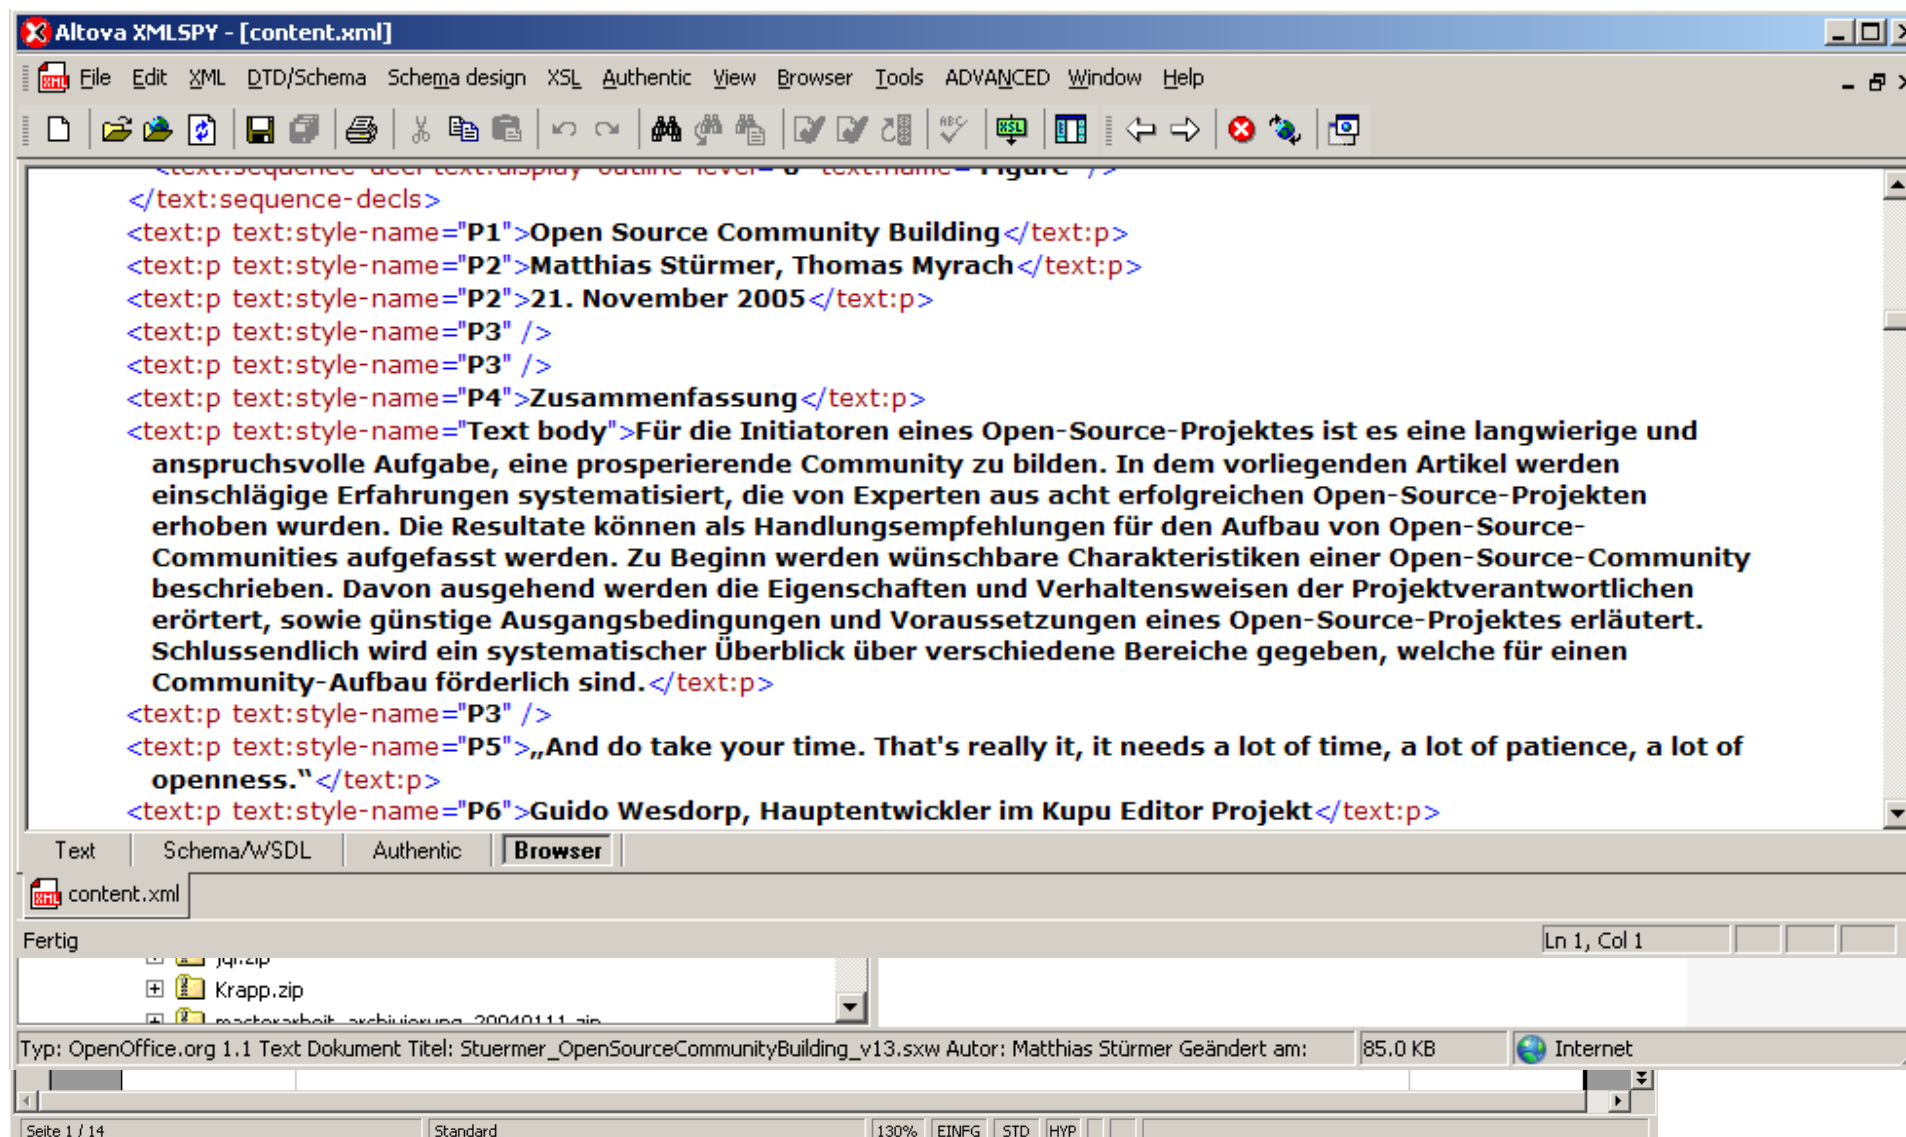 Altova XMLSPY - [content.xml]
File Edit XML DTD/Schema Schema design XSL Authentic View Browser Tools ADVANCED Window Help
<text:sequence-decl text:display-outline-level="0" text:name="Figure" />
</text:sequence-decls>
<text:p text:style-name="P1">Open Source Community Building</text:p>
<text:p text:style-name="P2">Matthias Stürmer, Thomas Myrach</text:p>
<text:p text:style-name="P2">21. November 2005</text:p>
<text:p text:style-name="P3" />
<text:p text:style-name="P3" />
<text:p text:style-name="P4">Zusammenfassung</text:p>
<text:p text:style-name="Text body">Für die Initiatoren eines Open-Source-Projektes ist es eine langwierige und
anspruchsvolle Aufgabe, eine prosperierende Community zu bilden. In dem vorliegenden Artikel werden
einschlägige Erfahrungen systematisiert, die von Experten aus acht erfolgreichen Open-Source-Projekten
erhoben wurden. Die Resultate können als Handlungsempfehlungen für den Aufbau von Open-Source-
Communities aufgefasst werden. Zu Beginn werden wünschbare Charakteristiken einer Open-Source-Community
beschrieben. Davon ausgehend werden die Eigenschaften und Verhaltensweisen der Projektverantwortlichen
erörtert, sowie günstige Ausgangsbedingungen und Voraussetzungen eines Open-Source-Projektes erläutert.
Schlussendlich wird ein systematischer Überblick über verschiedene Bereiche gegeben, welche für einen
Community-Aufbau förderlich sind.</text:p>
<text:p text:style-name="P3" />
<text:p text:style-name="P5">„And do take your time. That's really it, it needs a lot of time, a lot of patience, a lot of
openness.“</text:p>
<text:p text:style-name="P6">Guido Wesdorp, Hauptentwickler im Kupu Editor Projekt</text:p>
Text Schema/WSDL Authentic Browser
content.xml
Fertig Ln 1, Col 1
Krapp.zip
masterarbeit_archivierung_20040111.zip
Typ: OpenOffice.org 1.1 Text Dokument Titel: Stuermer_OpenSourceCommunityBuilding_v13.sxw Autor: Matthias Stürmer Geändert am: 85.0 KB Internet
Seite 1 / 14 Standard 130% EINFG STD HYP